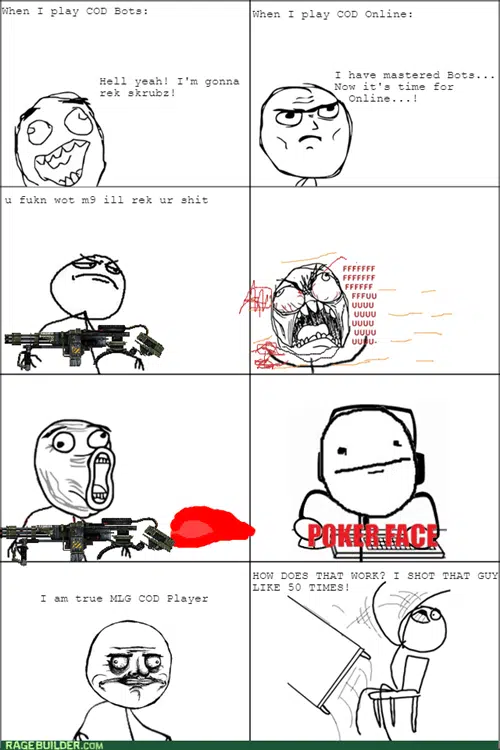 When I play COD Bots:
Hell yeah! I'm gonna
rek skrubz!
When I play COD Online:
I have mastered Bots...
Now it's time for
Online...!
u fukn wot m9 ill rek ur shit
FFFFFFF
FFFFFFF
FFFFFF
FFFUU
UUUU
UUUU
UUUU
UUUU
UUUU-
POKER FACE
I am true MLG COD Player
HOW DOES THAT WORK? I SHOT THAT GUY
LIKE 50 TIMES!
RAGEBUILDER.COM